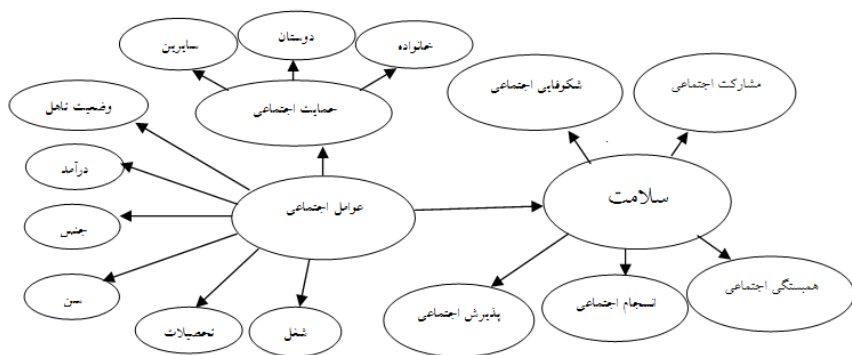 خانواده
دوستان
سایرین
حمایت اجتماعی
مشارکت اجتماعی
شکوفایی اجتماعی
وضعیت تاهل
درآمد
جنس
سن
تحصیلات
شغل
عوامل اجتماعی
سلامت
همبستگی اجتماعی
انسجام اجتماعی
پذیرش اجتماعی